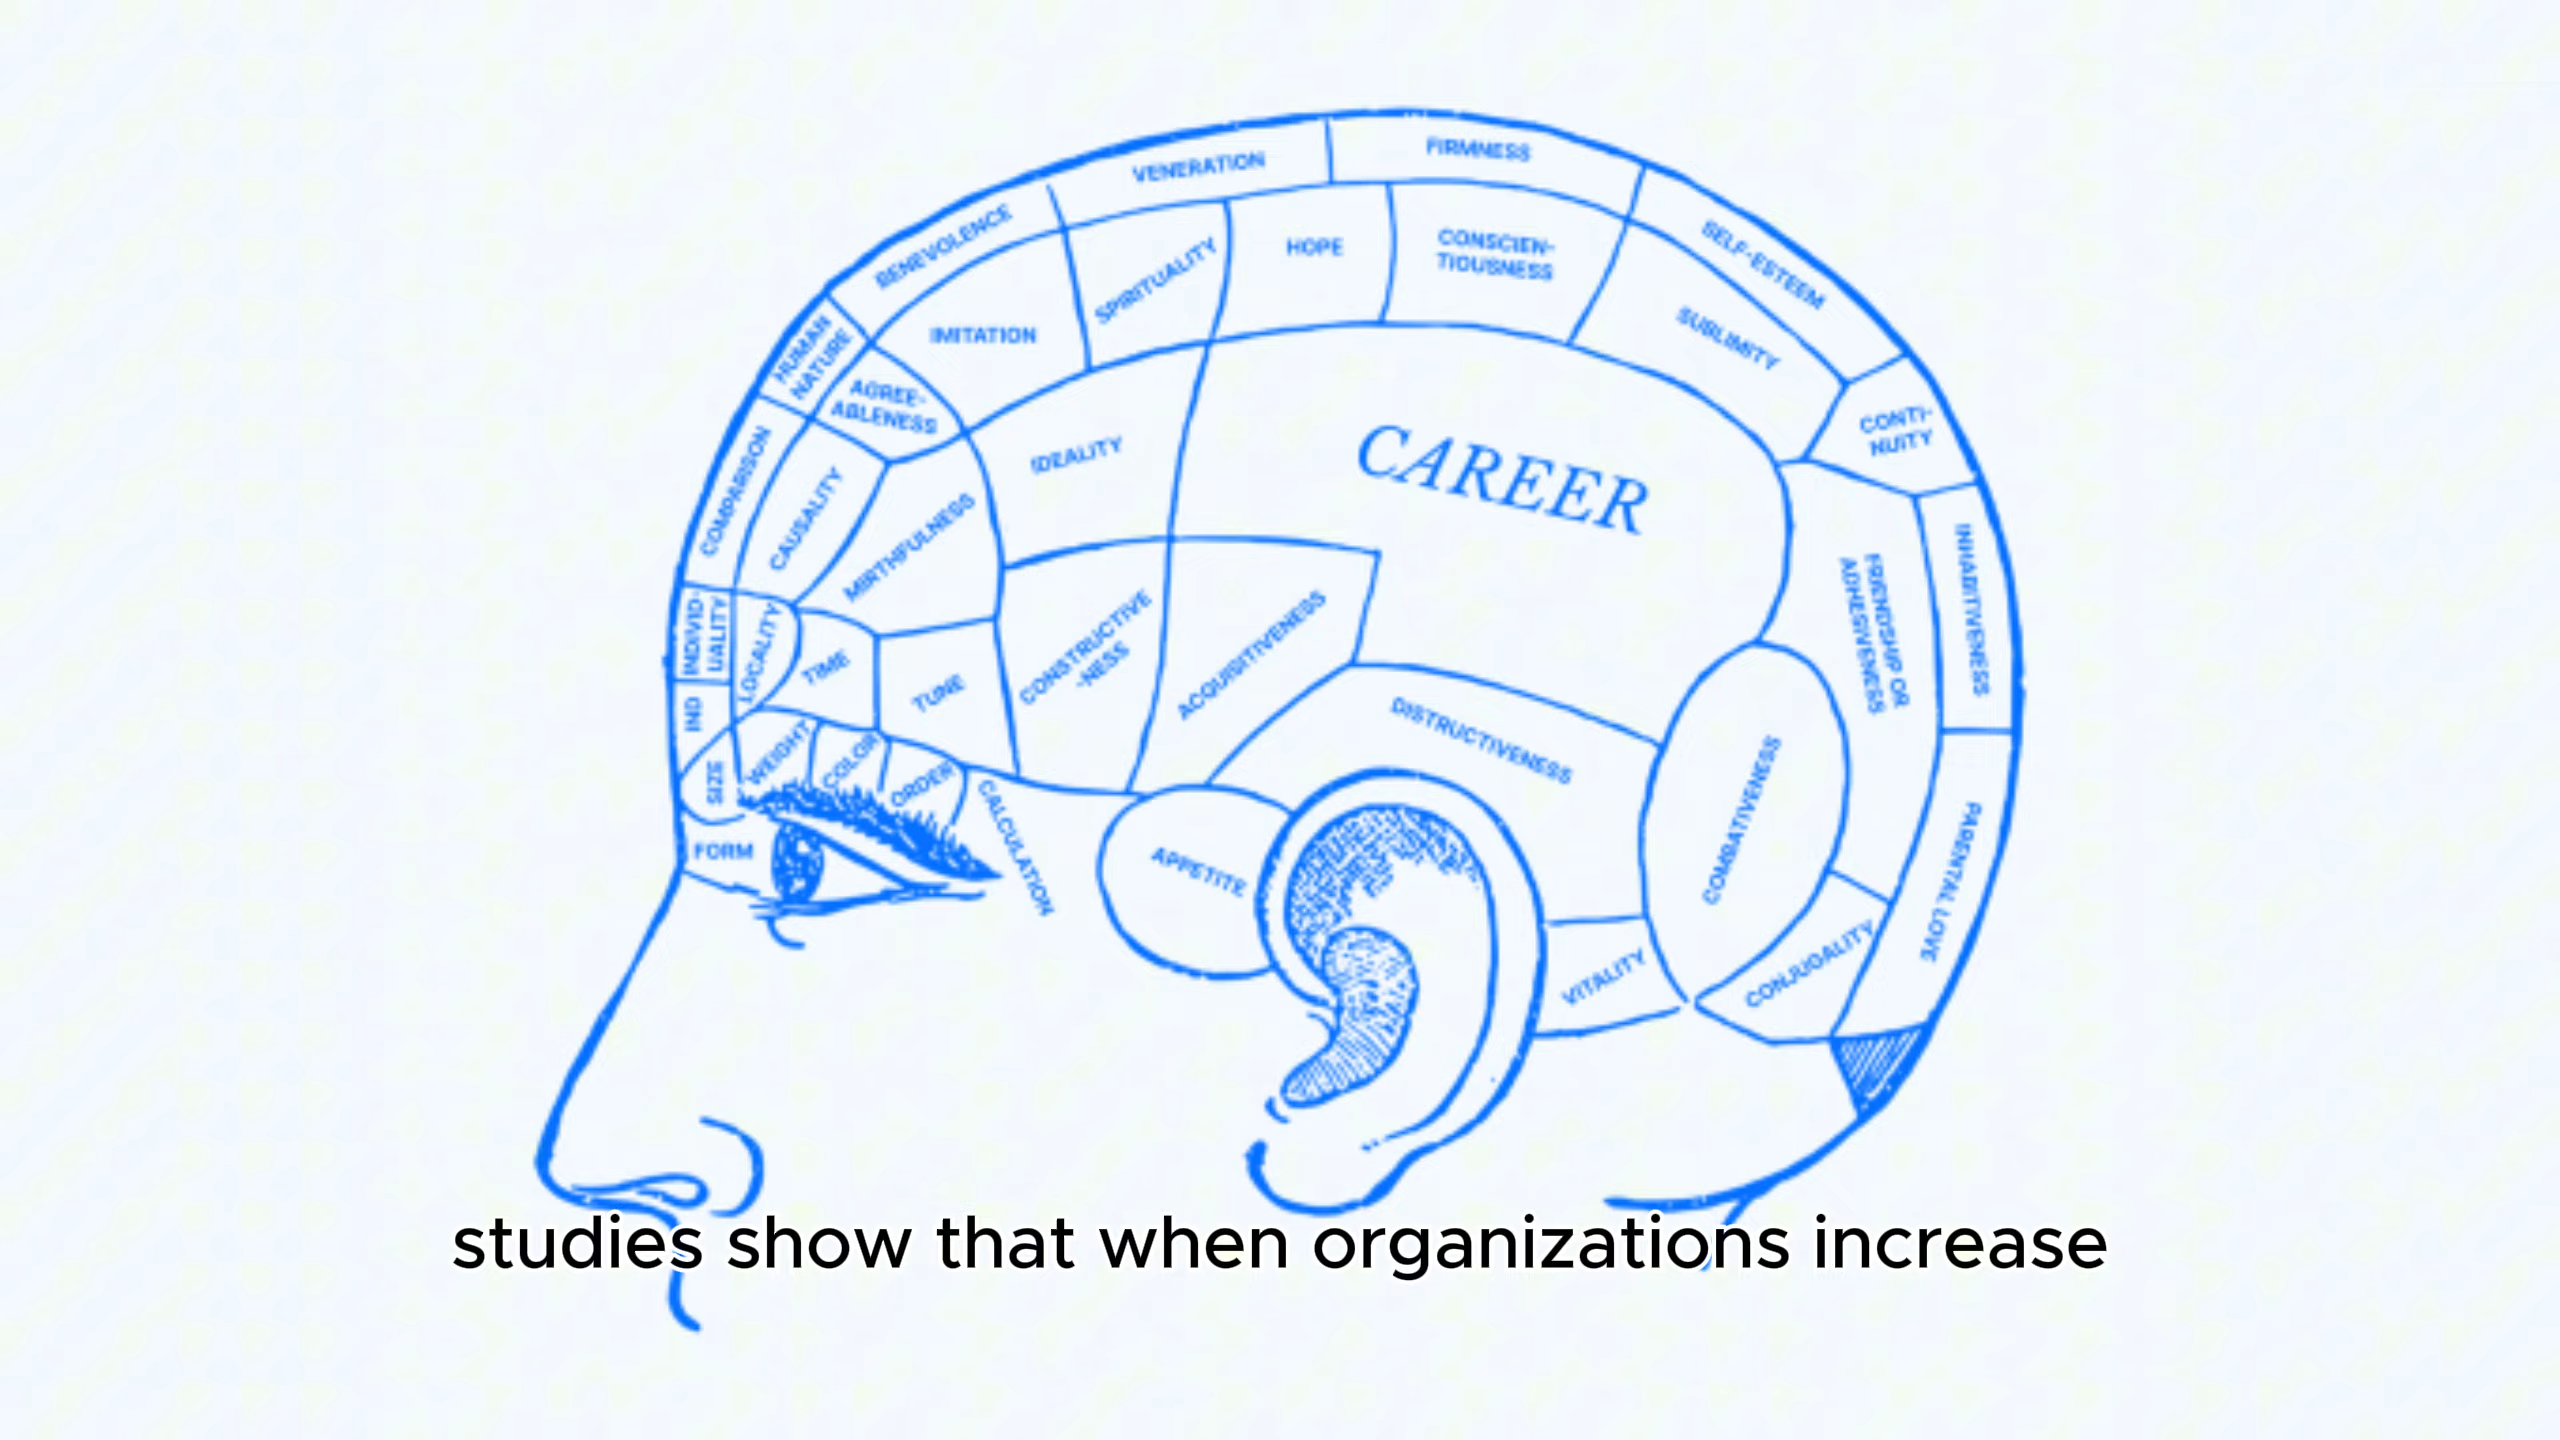 VENERATION
FIRMNESS
BENEVOLENCE
SPIRITUALITY
HOPE
CONSCIEN-
TIOUSNESS
SELF-ESTEEM
HUMAN
NATURE
IMITATION
SUBLIMITY
AGREE-
ABLENESS
CONTI-
NUITY
COMPARISON
CAUSALITY
MIRTHFULNESS
IDEALITY
CAREER
INDIVID-
UALITY
LOCALITY
TIME
TUNE
CONSTRUCTIVE
-NESS
ACQUISITIVENESS
FRIENDSHIP OR
ADHESIVENESS
INHABITIVENESS
IND
SIZE
WEIGHT
COLOR
ORDER
CALCULATION
DISTRUCTIVENESS
COMBATIVENESS
FORM
APPETITE
PARENTAL LOVE
VITALITY
CONJUGALITY
studies show that when organizations increase